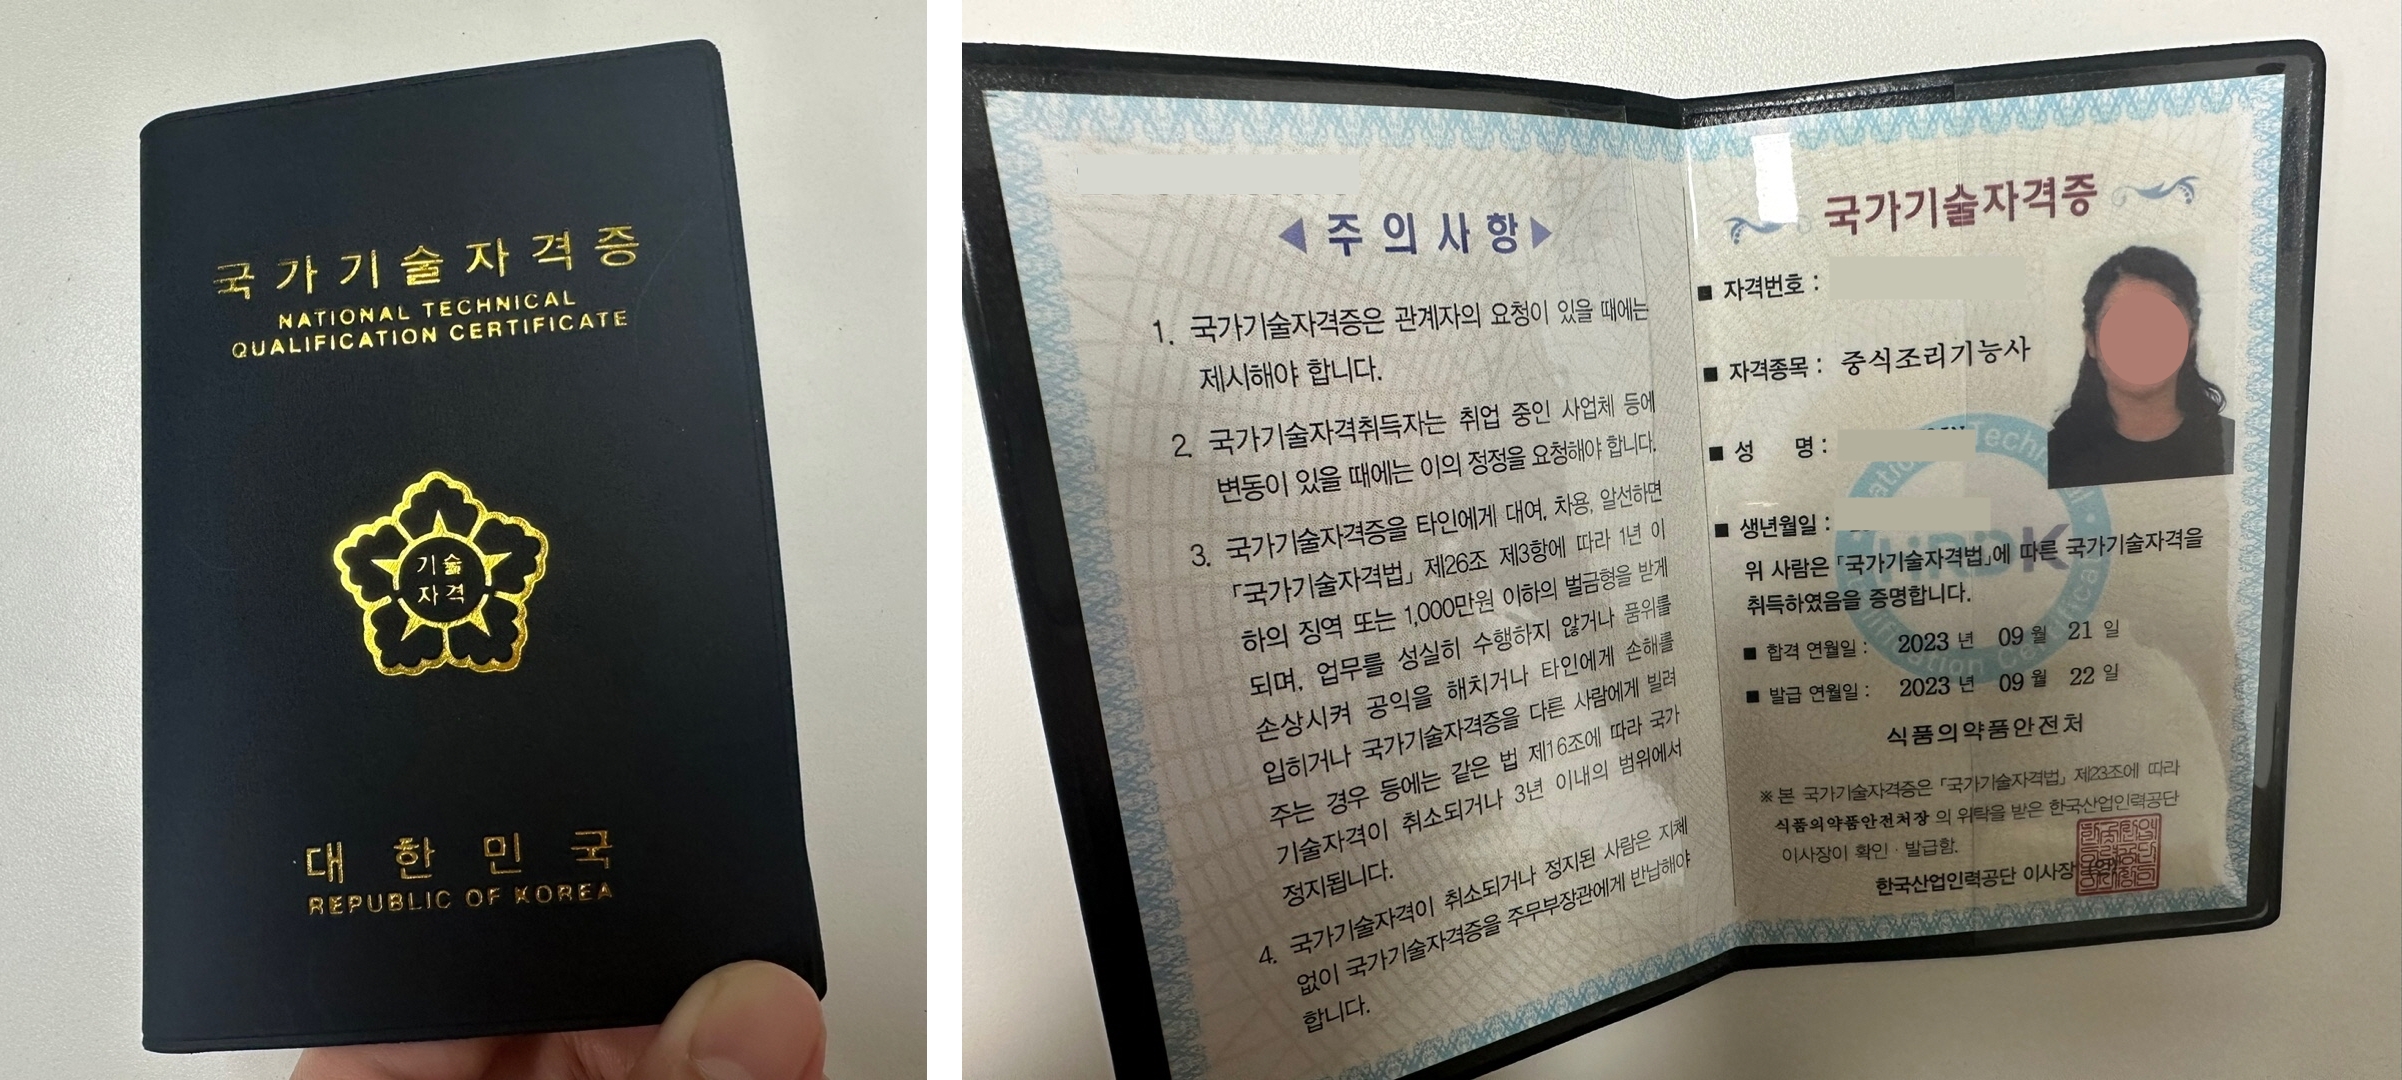 국가기술자격증
NATIONAL TECHNICAL
QUALIFICATION CERTIFICATE
기술
자격
대한민국
REPUBLIC OF KOREA
◀ 주의사항 ▶
1. 국가기술자격증은 관계자의 요청이 있을 때에는
제시해야 합니다.
2. 국가기술자격취득자는 취업 중인 사업체 등에
변동이 있을 때에는 이의 정정을 요청해야 합니다.
3. 국가기술자격증을 타인에게 대여, 차용, 알선하면
「국가기술자격법」 제26조 제3항에 따라 1년 이
하의 징역 또는 1,000만원 이하의 벌금형을 받게
되며, 업무를 성실히 수행하지 않거나 품위를
손상시켜 공익을 해치거나 타인에게 손해를
입히거나 국가기술자격증을 다른 사람에게 빌려
주는 경우 등에는 같은 법 제16조에 따라 국가
기술자격이 취소되거나 3년 이내의 범위에서
정지됩니다.
4. 국가기술자격이 취소되거나 정지된 사람은 지체
없이 국가기술자격증을 주무부장관에게 반납해야
합니다.
국가기술자격증
■ 자격번호 :
■ 자격종목 : 중식조리기능사
■ 성 명 :
■ 생년월일 :
위 사람은 「국가기술자격법」에 따른 국가기술자격을
취득하였음을 증명합니다.
■ 합격 연월일 : 2023 년 09 월 21 일
■ 발급 연월일 : 2023 년 09 월 22 일
식품의약품안전처
※ 본 국가기술자격증은 「국가기술자격법」 제23조에 따라
식품의약품안전처장 의 위탁을 받은 한국산업인력공단
이사장이 확인 · 발급함.
한국산업인력공단 이사장